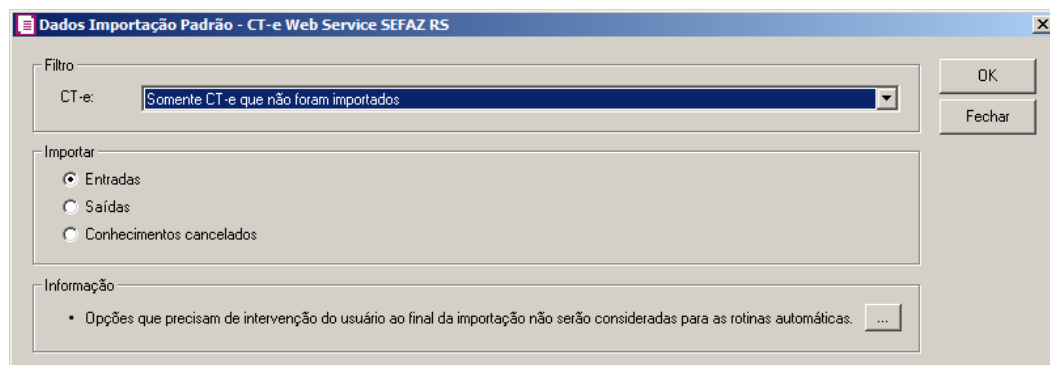 Dados Importação Padrão - CT-e Web Service SEFAZ RS
Filtro
CT-e: Somente CT-e que não foram importados
OK
Fechar
Importar
Entradas
Saídas
Conhecimentos cancelados
Informação
• Opções que precisam de intervenção do usuário ao final da importação não serão consideradas para as rotinas automáticas. ...